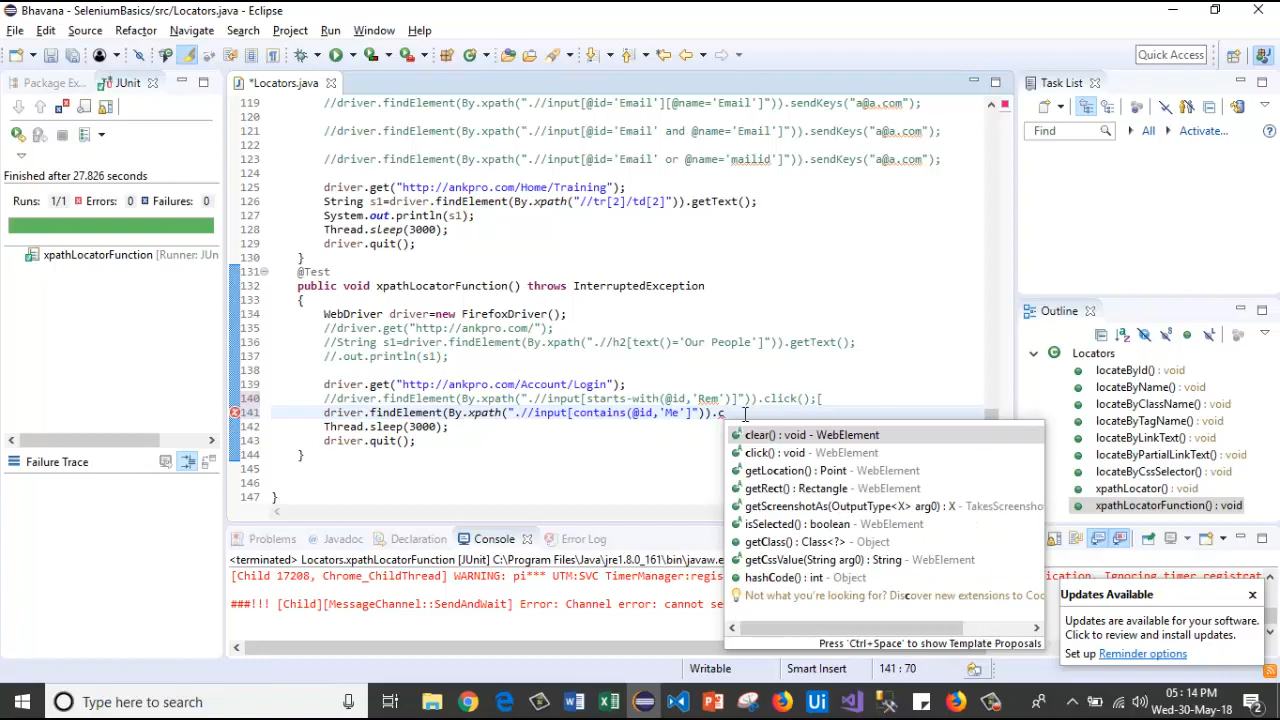 Bhavana - SeleniumBasics/src/Locators.java - Eclipse
File Edit Source Refactor Navigate Search Project Run Window Help
Quick Access
Package Ex... JUnit
Finished after 27.826 seconds
Runs: 1/1 Errors: 0 Failures: 0
xpathLocatorFunction [Runner: JUn
Failure Trace
*Locators.java
119 //driver.findElement(By.xpath(".//input[@id='Email'][@name='Email']")).sendKeys("a@a.com");
120
121 //driver.findElement(By.xpath(".//input[@id='Email' and @name='Email']")).sendKeys("a@a.com");
122
123 //driver.findElement(By.xpath(".//input[@id='Email' or @name='mailid']")).sendKeys("a@a.com");
124
125 driver.get("http://ankpro.com/Home/Training");
126 String s1=driver.findElement(By.xpath("//tr[2]/td[2]")).getText();
127 System.out.println(s1);
128 Thread.sleep(3000);
129 driver.quit();
130 }
131 @Test
132 public void xpathLocatorFunction() throws InterruptedException
133 {
134 WebDriver driver=new FirefoxDriver();
135 //driver.get("http://ankpro.com/");
136 //String s1=driver.findElement(By.xpath(".//h2[text()='Our People']")).getText();
137 //.out.println(s1);
138
139 driver.get("http://ankpro.com/Account/Login");
140 //driver.findElement(By.xpath(".//input[starts-with(@id,'Rem')]")).click();[
141 driver.findElement(By.xpath(".//input[contains(@id,'Me']")).c
142 Thread.sleep(3000);
143 driver.quit();
144 }
145
146
147 }
clear() : void - WebElement
click() : void - WebElement
getLocation() : Point - WebElement
getRect() : Rectangle - WebElement
getScreenshotAs(OutputType<X> arg0) : X - TakesScreensho
isSelected() : boolean - WebElement
getClass() : Class<?> - Object
getCssValue(String arg0) : String - WebElement
hashCode() : int - Object
Not what you're looking for? Discover new extensions to Coo
Press 'Ctrl+Space' to show Template Proposals
Task List
Find All Activate...
Outline
Locators
locateById() : void
locateByName() : void
locateByClassName() : void
locateByTagName() : void
locateByLinkText() : void
locateByPartialLinkText() : void
locateByCssSelector() : void
xpathLocator() : void
xpathLocatorFunction() : void
Problems Javadoc Declaration Console Error Log
<terminated> Locators.xpathLocatorFunction [JUnit] C:\Program Files\Java\jre1.8.0_161\bin\javaw.e
[Child 17208, Chrome_ChildThread] WARNING: pi*** UTM:SVC TimerManager:regis
ication. Ignoring timer registrat
###!!! [Child][MessageChannel::SendAndWait] Error: Channel error: cannot se
Updates Available
Updates are available for your software.
Click to review and install updates.
Set up Reminder options
Writable Smart Insert 141 : 70
Type here to search
05:14 PM
Wed-30-May-18
2